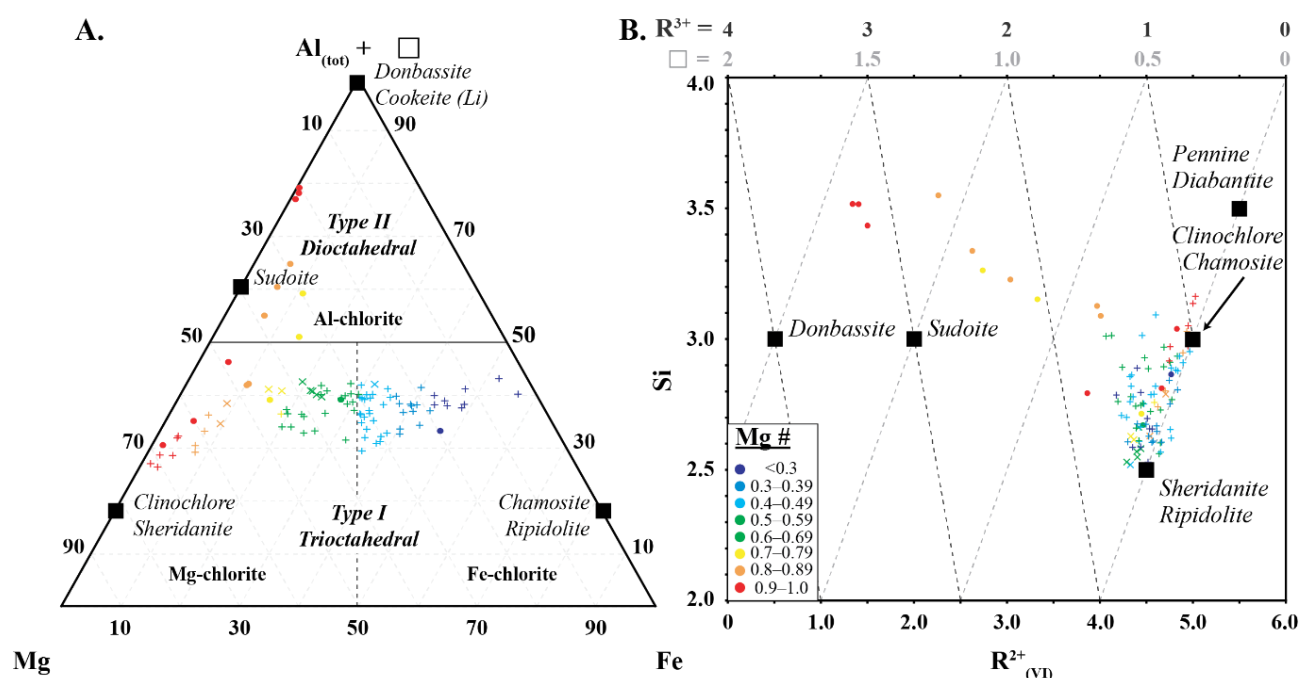 A.
Al(tot) + □
Donbassite
Cookeite (Li)
10
90
Type II
Dioctahedral
30
70
Sudoite
Al-chlorite
50
50
70
30
Clinochlore
Sheridanite
Type I
Trioctahedral
Chamosite
Ripidolite
90
10
Mg-chlorite
Fe-chlorite
10
30
50
70
90
Mg
Fe
B.
R3+ = 4
3
2
1
0
□ = 2
1.5
1.0
0.5
0
4.0
3.5
3.0
2.5
2.0
Si
Pennine
Diabantite
Clinochlore
Chamosite
Donbassite
Sudoite
Sheridanite
Ripidolite
Mg #
<0.3
0.3–0.39
0.4–0.49
0.5–0.59
0.6–0.69
0.7–0.79
0.8–0.89
0.9–1.0
0
1.0
2.0
3.0
4.0
5.0
6.0
R2+(VI)